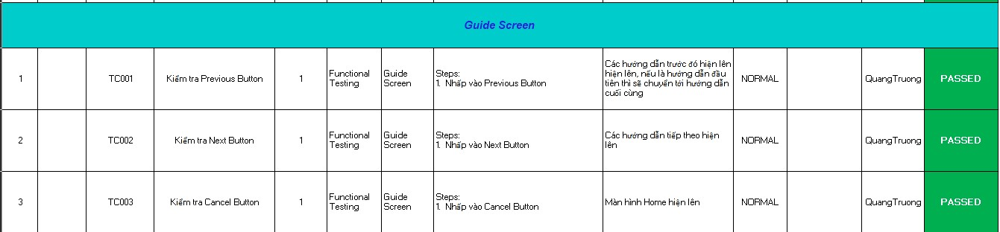 Guide Screen
1 TC001 Kiểm tra Previous Button 1 Functional Testing Guide Screen Steps: 1. Nhấp vào Previous Button Các hướng dẫn trước đó hiện lên hiện lên, nếu là hướng dẫn đầu tiên thì sẽ chuyển tới hướng dẫn cuối cùng NORMAL QuangTruong PASSED
2 TC002 Kiểm tra Next Button 1 Functional Testing Guide Screen Steps: 1. Nhấp vào Next Button Các hướng dẫn tiếp theo hiện lên NORMAL QuangTruong PASSED
3 TC003 Kiểm tra Cancel Button 1 Functional Testing Guide Screen Steps: 1. Nhấp vào Cancel Button Màn hình Home hiện lên NORMAL QuangTruong PASSED